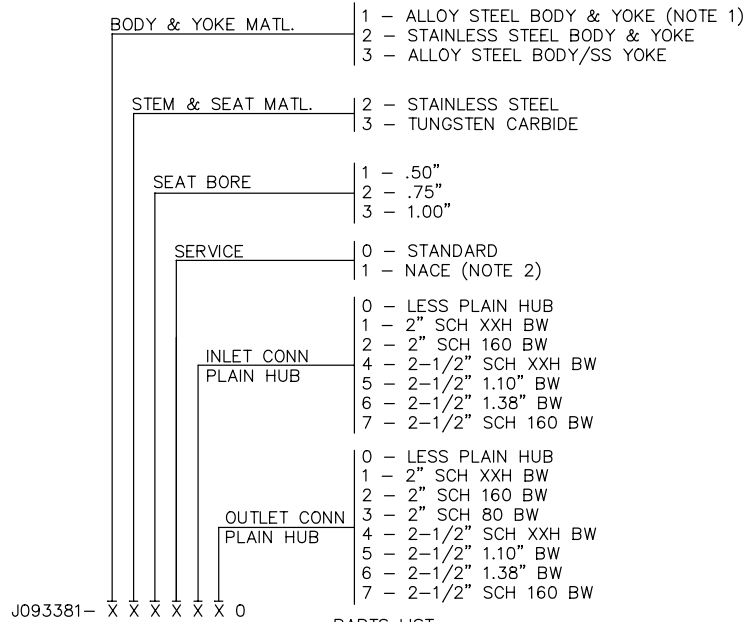 BODY & YOKE MATL.
1 – ALLOY STEEL BODY & YOKE (NOTE 1)
2 – STAINLESS STEEL BODY & YOKE
3 – ALLOY STEEL BODY/SS YOKE
STEM & SEAT MATL.
2 – STAINLESS STEEL
3 – TUNGSTEN CARBIDE
SEAT BORE
1 – .50"
2 – .75"
3 – 1.00"
SERVICE
0 – STANDARD
1 – NACE (NOTE 2)
INLET CONN
PLAIN HUB
0 – LESS PLAIN HUB
1 – 2" SCH XXH BW
2 – 2" SCH 160 BW
4 – 2–1/2" SCH XXH BW
5 – 2–1/2" 1.10" BW
6 – 2–1/2" 1.38" BW
7 – 2–1/2" SCH 160 BW
OUTLET CONN
PLAIN HUB
0 – LESS PLAIN HUB
1 – 2" SCH XXH BW
2 – 2" SCH 160 BW
3 – 2" SCH 80 BW
4 – 2–1/2" SCH XXH BW
5 – 2–1/2" 1.10" BW
6 – 2–1/2" 1.38" BW
7 – 2–1/2" SCH 160 BW
J093381– X X X X X X 0
PARTS LIST